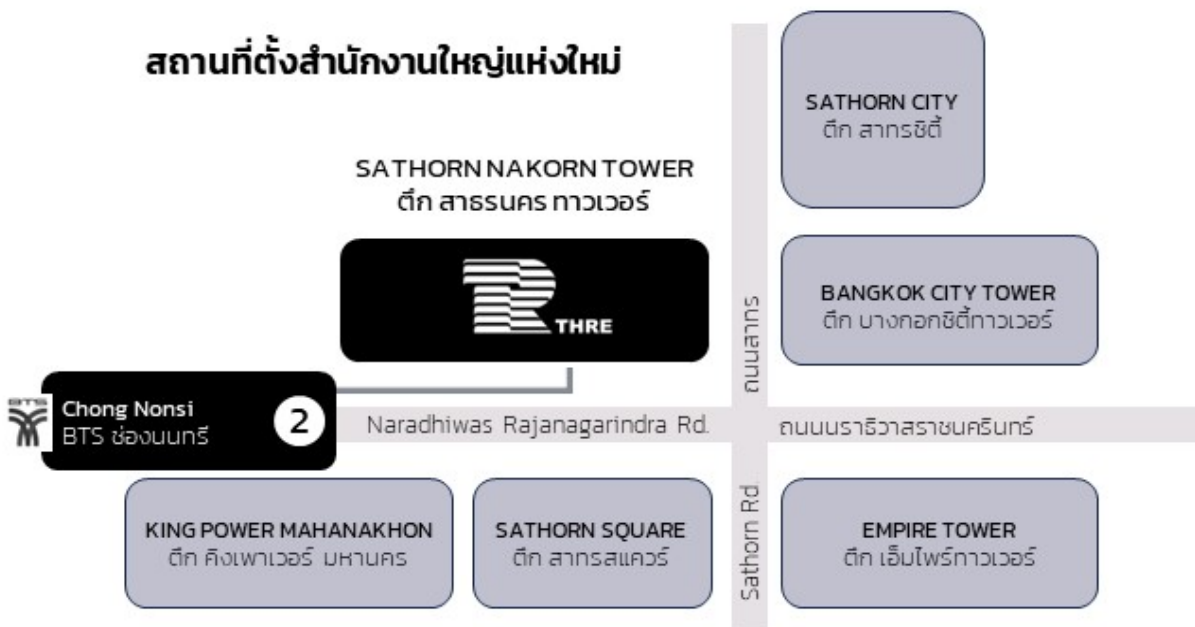 สถานที่ตั้งสำนักงานใหญ่แห่งใหม่
SATHORN CITY
ตึก สาทรซิตี้
SATHORN NAKORN TOWER
ตึก สาธรนคร ทาวเวอร์
R THRE
BANGKOK CITY TOWER
ตึก บางกอกซิตี้ทาวเวอร์
ถนนสาทร
BTS
Chong Nonsi
BTS ช่องนนทรี
2
Naradhiwas Rajanagarindra Rd.
ถนนนราธิวาสราชนครินทร์
KING POWER MAHANAKHON
ตึก คิงเพาเวอร์ มหานคร
SATHORN SQUARE
ตึก สาทรสแควร์
Sathorn Rd.
EMPIRE TOWER
ตึก เอ็มไพร์ทาวเวอร์